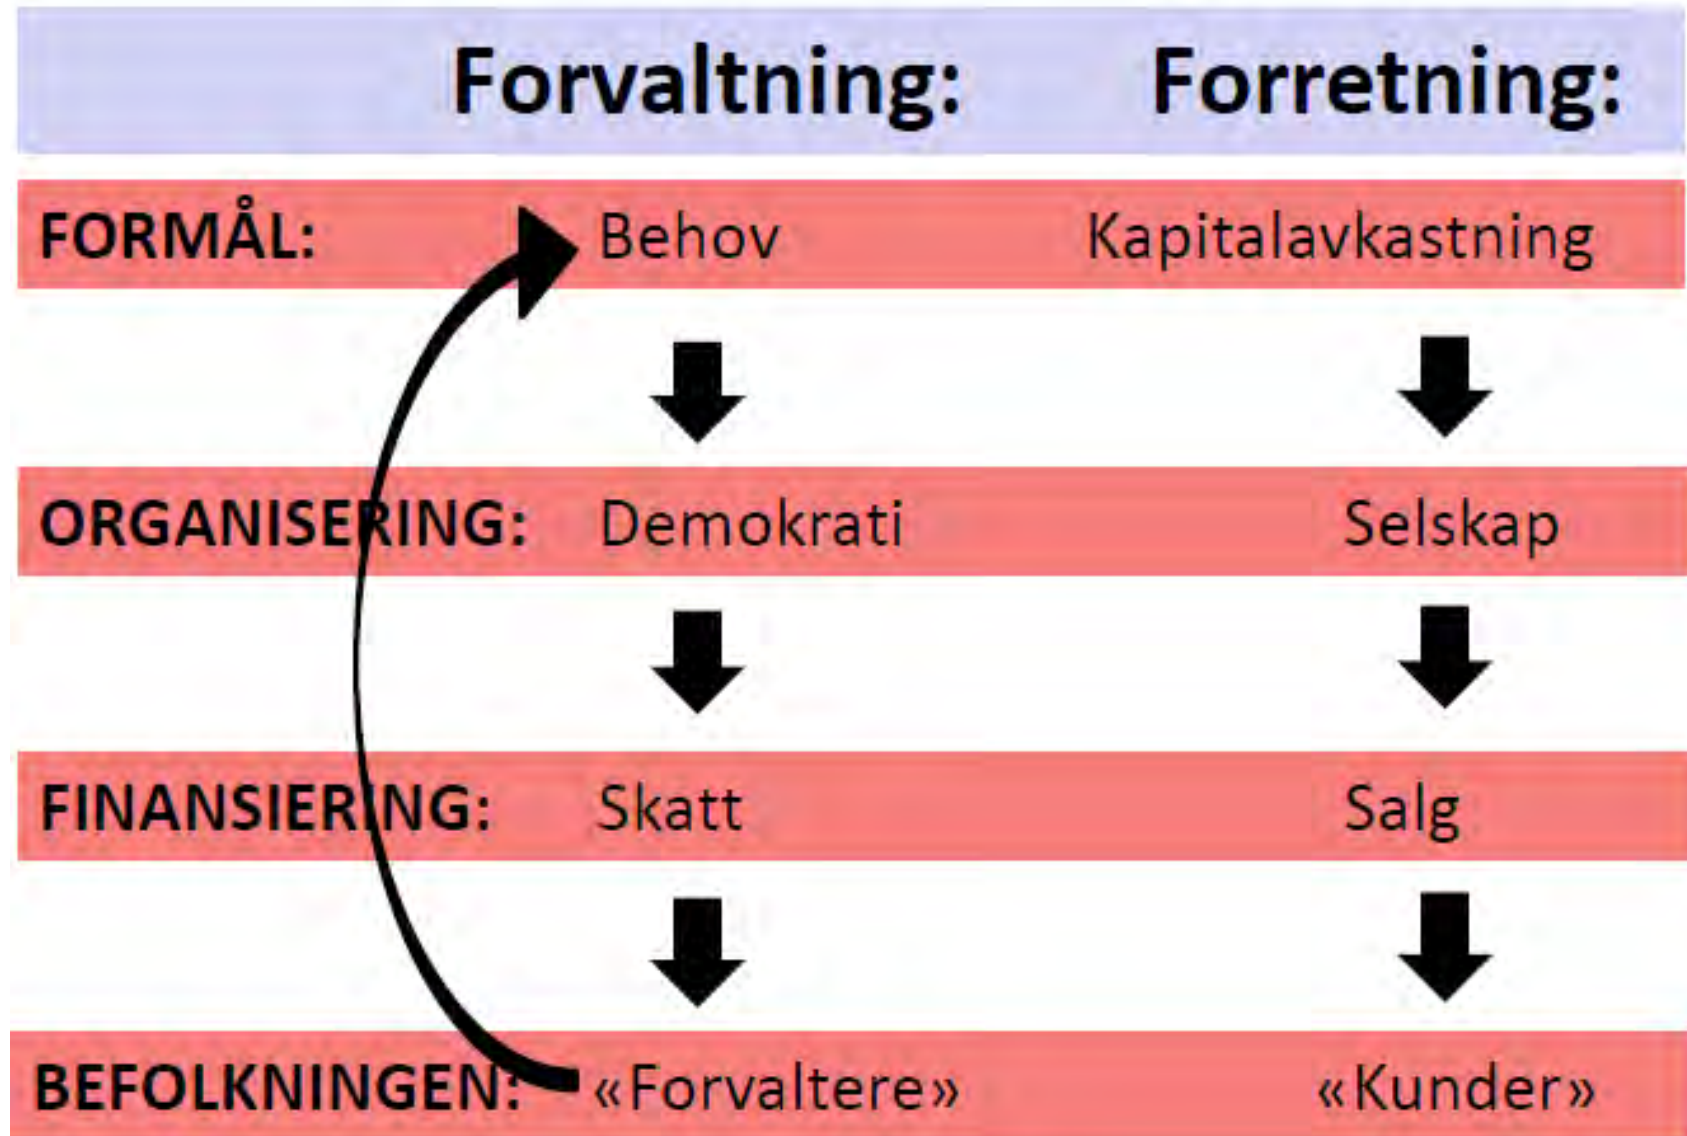 Forvaltning: Forretning:
FORMÅL: Behov Kapitalavkastning
ORGANISERING: Demokrati Selskap
FINANSIERING: Skatt Salg
BEFOLKNINGEN: «Forvaltere» «Kunder»